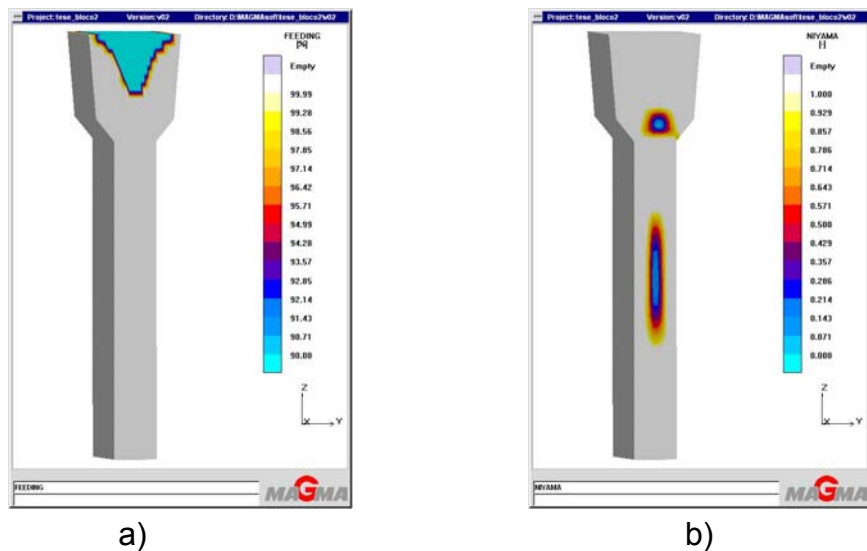 Project: tese_bloco2 Version: v02 Directory: D:\MAGMAsoft\tese_bloco2\v02
FEEDING
[%]
Empty
99.99
99.28
98.56
97.85
97.14
96.42
95.71
94.99
94.28
93.57
92.85
92.14
91.43
90.71
90.00
Z
X Y
FEEDING
MAGMA
a)
Project: tese_bloco2 Version: v02 Directory: D:\MAGMAsoft\tese_bloco2\v02
NIYAMA
[-]
Empty
1.000
0.929
0.857
0.786
0.714
0.643
0.571
0.500
0.429
0.357
0.286
0.214
0.143
0.071
0.000
Z
X Y
NIYAMA
MAGMA
b)